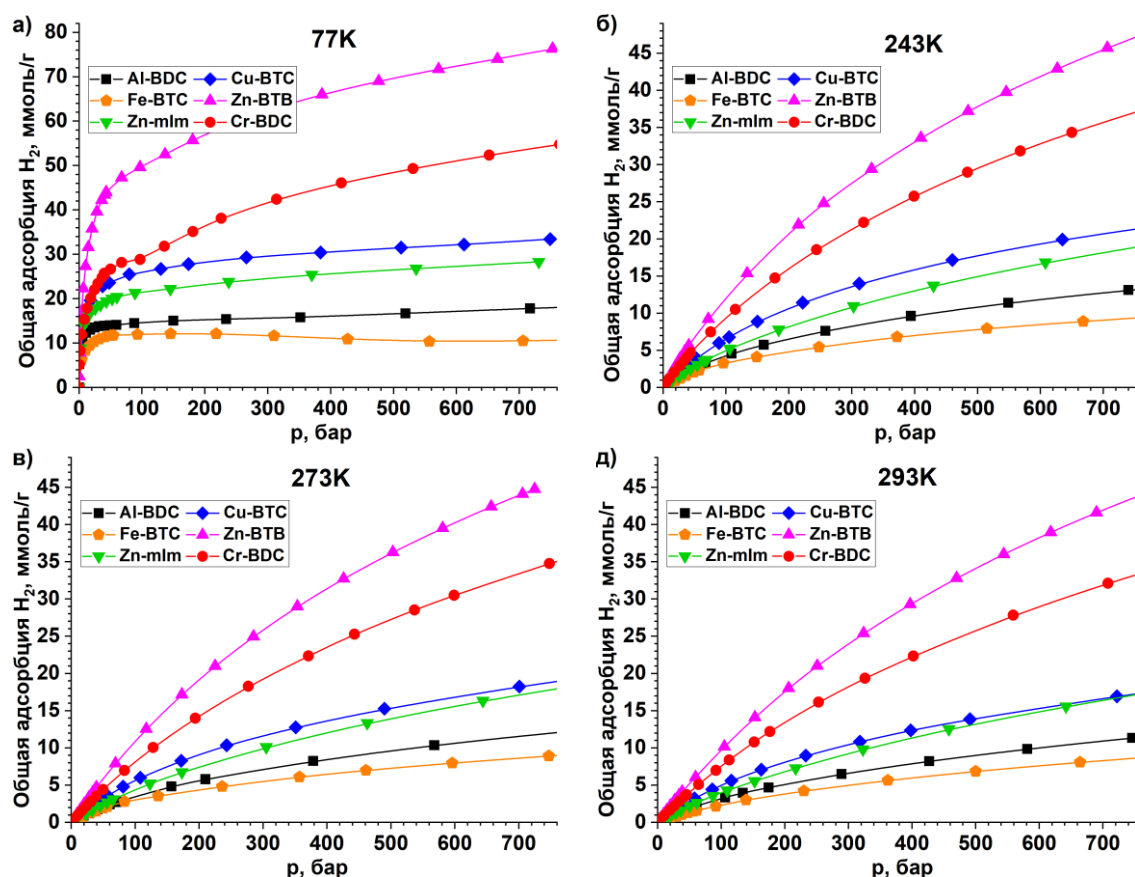 а)
77K
Общая адсорбция H₂, ммоль/г
80
70
60
50
40
30
20
10
0
Al-BDC
Cu-BTC
Fe-BTC
Zn-BTB
Zn-mIm
Cr-BDC
0 100 200 300 400 500 600 700
p, бар
б)
243K
Общая адсорбция H₂, ммоль/г
45
40
35
30
25
20
15
10
5
0
Al-BDC
Cu-BTC
Fe-BTC
Zn-BTB
Zn-mIm
Cr-BDC
0 100 200 300 400 500 600 700
p, бар
в)
273K
Общая адсорбция H₂, ммоль/г
45
40
35
30
25
20
15
10
5
0
Al-BDC
Cu-BTC
Fe-BTC
Zn-BTB
Zn-mIm
Cr-BDC
0 100 200 300 400 500 600 700
p, бар
д)
293K
Общая адсорбция H₂, ммоль/г
45
40
35
30
25
20
15
10
5
0
Al-BDC
Cu-BTC
Fe-BTC
Zn-BTB
Zn-mIm
Cr-BDC
0 100 200 300 400 500 600 700
p, бар